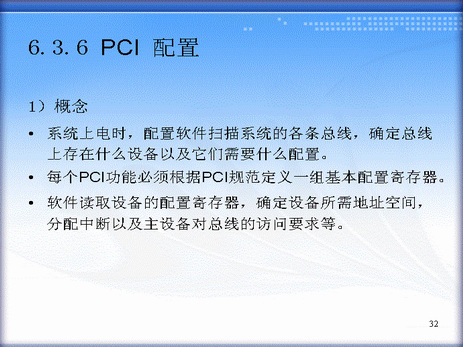 6.3.6 PCI 配置
1）概念
• 系统上电时，配置软件扫描系统的各条总线，确定总线
上存在什么设备以及它们需要什么配置。
• 每个PCI功能必须根据PCI规范定义一组基本配置寄存器。
• 软件读取设备的配置寄存器，确定设备所需地址空间，
分配中断以及主设备对总线的访问要求等。
32